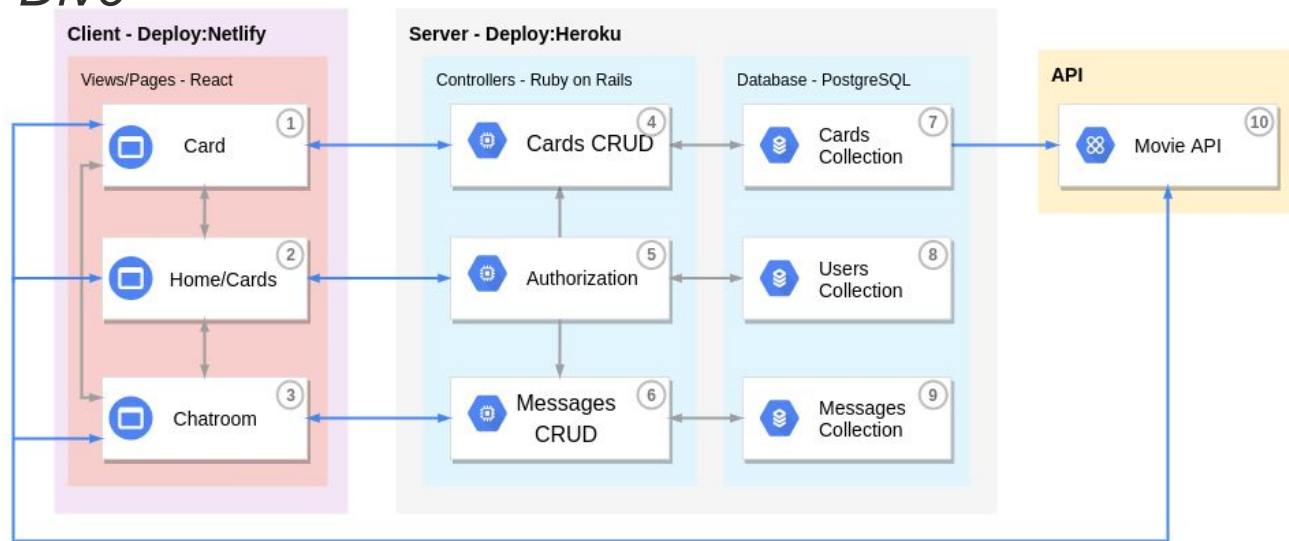 Client - Deploy:Netlify
Views/Pages - React
1
Card
2
Home/Cards
3
Chatroom
Server - Deploy:Heroku
Controllers - Ruby on Rails
4
Cards CRUD
5
Authorization
6
Messages
CRUD
Database - PostgreSQL
7
Cards
Collection
8
Users
Collection
9
Messages
Collection
API
10
Movie API